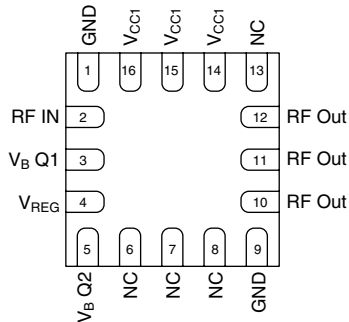 GND
VCC1
VCC1
VCC1
NC
1
16
15
14
13
RF IN
2
12
RF Out
VB Q1
3
11
RF Out
VREG
4
10
RF Out
5
6
7
8
9
VB Q2
NC
NC
NC
GND